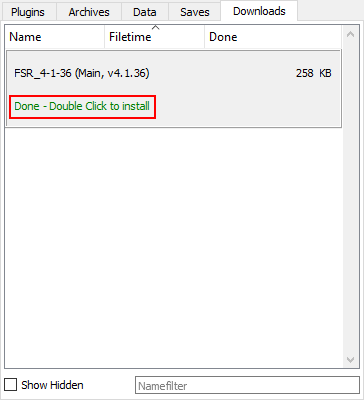 Plugins Archives Data Saves Downloads
Name Filetime Done
FSR_4-1-36 (Main, v4.1.36) 258 KB
Done - Double Click to install
Show Hidden Namefilter